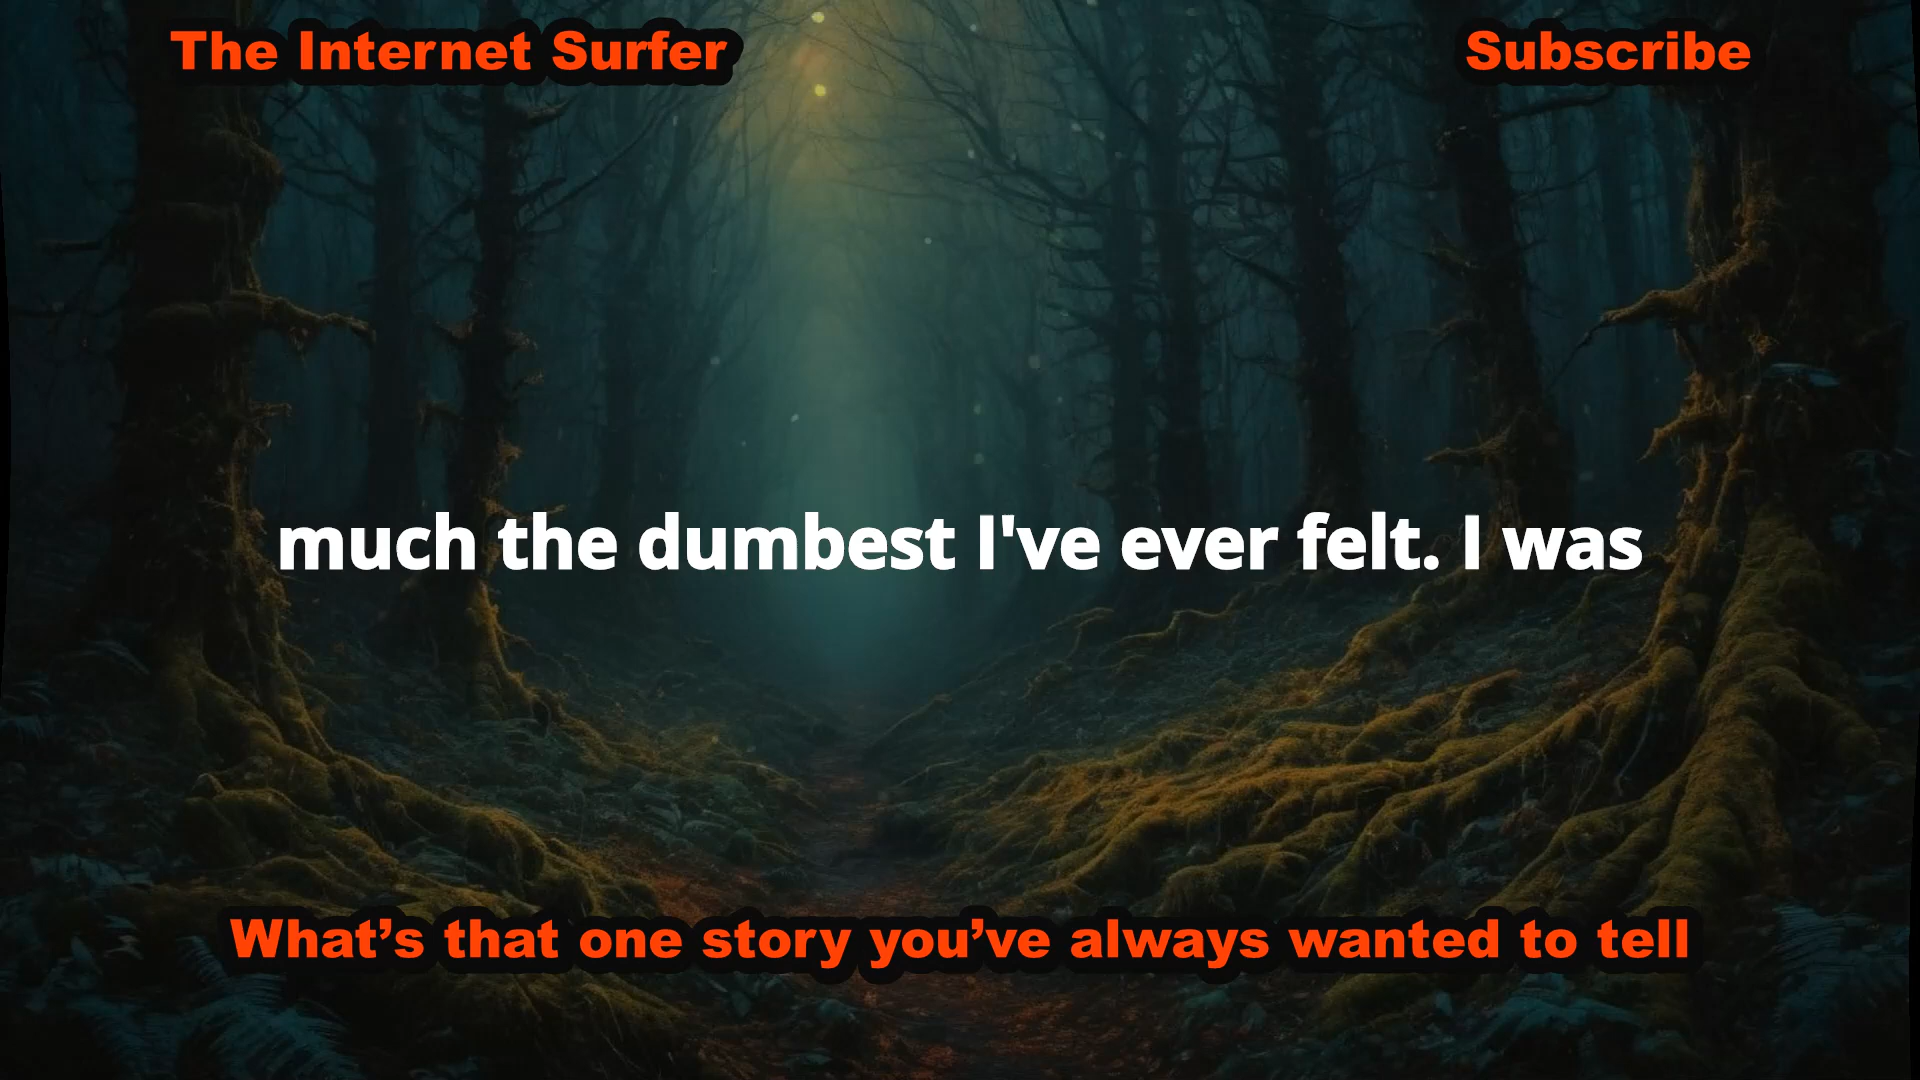 The Internet Surfer
Subscribe
much the dumbest I've ever felt. I was
What’s that one story you’ve always wanted to tell